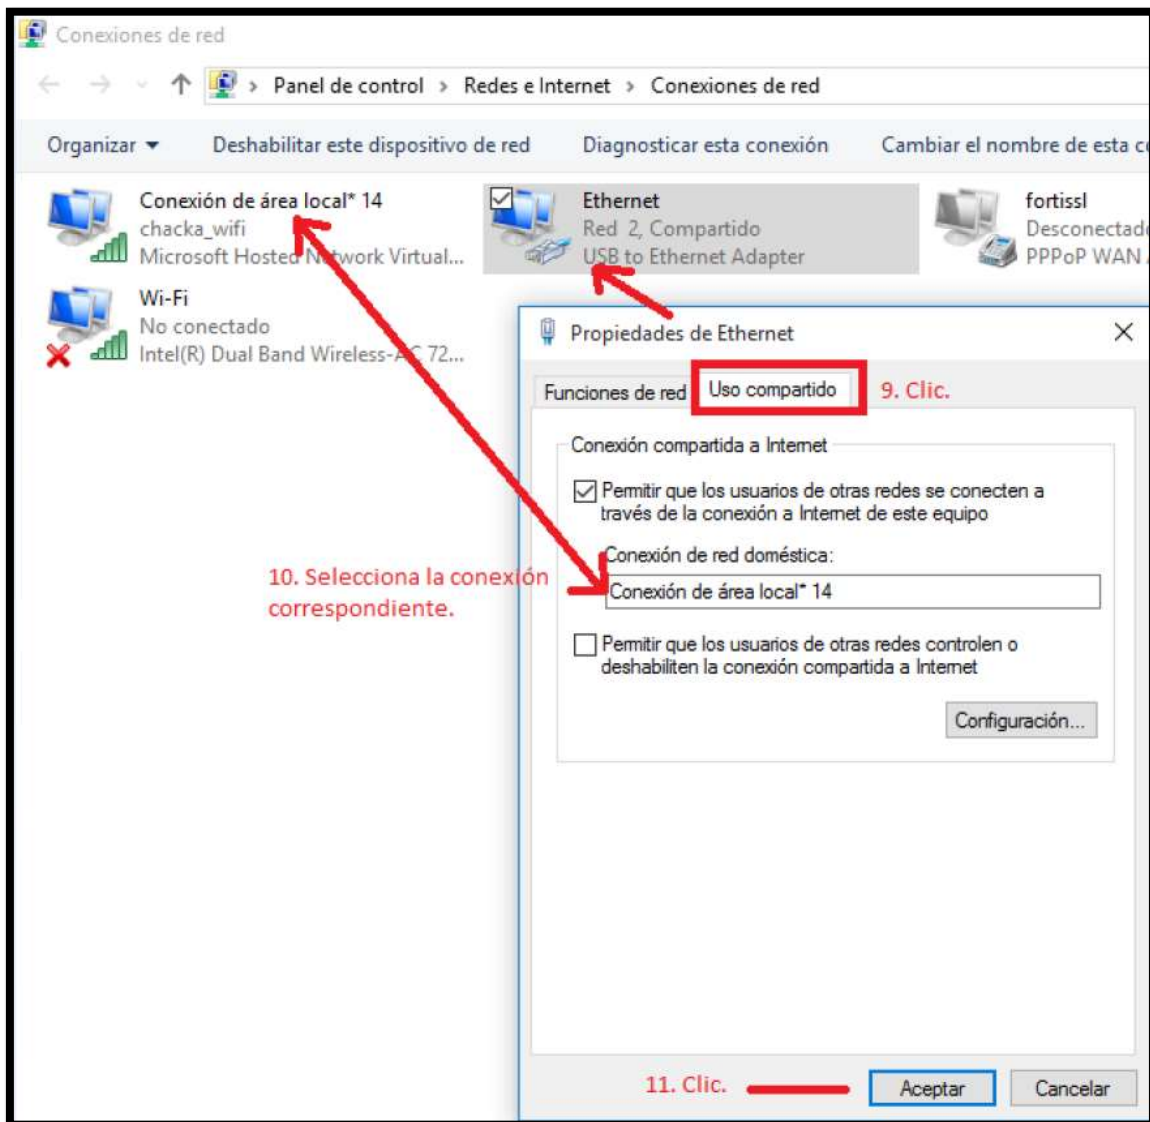 Conexiones de red
Panel de control > Redes e Internet > Conexiones de red
Organizar
Deshabilitar este dispositivo de red
Diagnosticar esta conexión
Cambiar el nombre de esta
Conexión de área local* 14
chacka_wifi
Microsoft Hosted Network Virtual...
Ethernet
Red 2, Compartido
USB to Ethernet Adapter
fortissl
Desconectado
PPPoP WAN
Wi-Fi
No conectado
Intel(R) Dual Band Wireless-AC 72...
Propiedades de Ethernet
Funciones de red
Uso compartido
9. Clic.
Conexión compartida a Internet
Permitir que los usuarios de otras redes se conecten a
través de la conexión a Internet de este equipo
Conexión de red doméstica:
10. Selecciona la conexión
correspondiente.
Conexión de área local* 14
Permitir que los usuarios de otras redes controlen o
deshabiliten la conexión compartida a Internet
Configuración...
11. Clic.
Aceptar
Cancelar